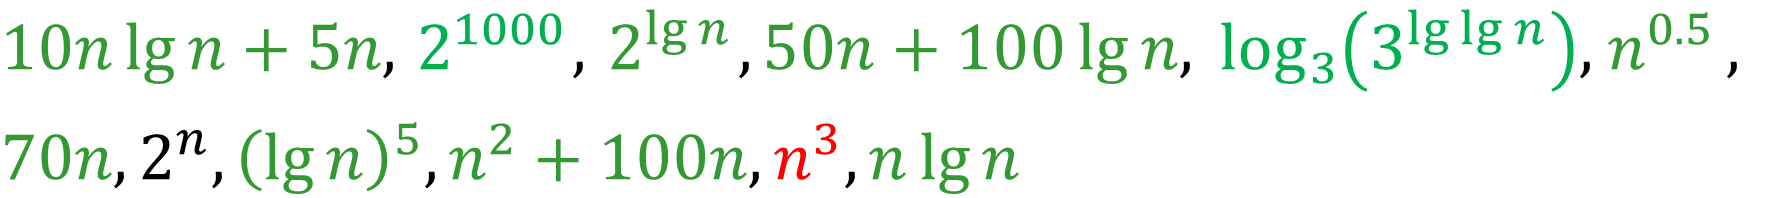 10n lg n + 5n, 2^{1000}, 2^{lg n}, 50n + 100 lg n, log_3(3^{lg lg n}), n^{0.5},
70n, 2^n, (lg n)^5, n^2 + 100n, n^3, n lg n